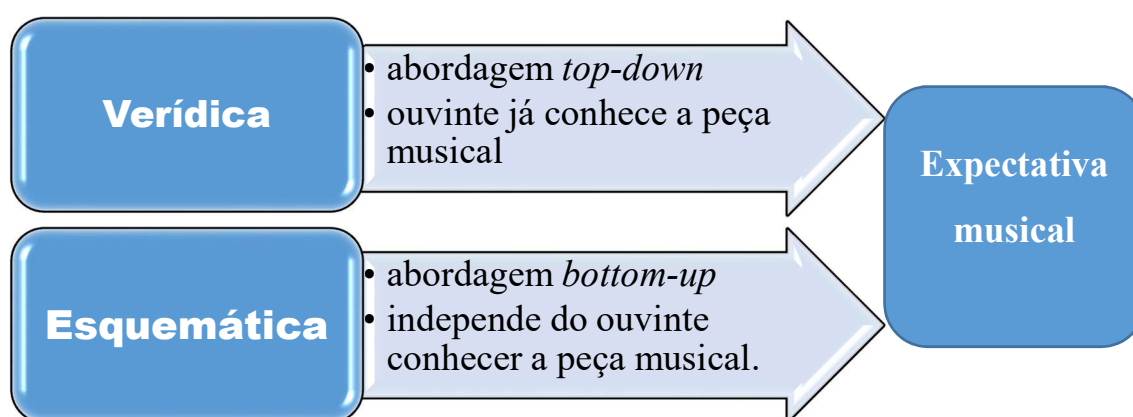 Verídica
• abordagem top-down
• ouvinte já conhece a peça
musical
Esquemática
• abordagem bottom-up
• independe do ouvinte
conhecer a peça musical.
Expectativa
musical